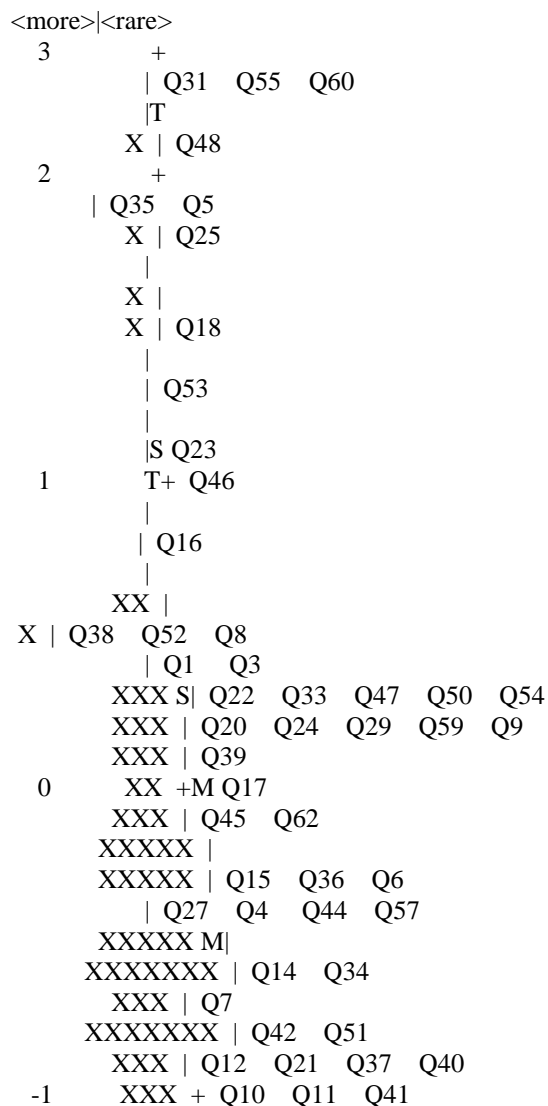 <more>|<rare>
3 +
| Q31 Q55 Q60
|T
X | Q48
2 +
| Q35 Q5
X | Q25
|
X |
X | Q18
|
| Q53
|
|S Q23
1 T+ Q46
|
| Q16
|
XX |
X | Q38 Q52 Q8
| Q1 Q3
XXX S| Q22 Q33 Q47 Q50 Q54
XXX | Q20 Q24 Q29 Q59 Q9
XXX | Q39
0 XX +M Q17
XXX | Q45 Q62
XXXXX |
XXXXX | Q15 Q36 Q6
| Q27 Q4 Q44 Q57
XXXXX M|
XXXXXXX | Q14 Q34
XXX | Q7
XXXXXXX | Q42 Q51
XXX | Q12 Q21 Q37 Q40
-1 XXX + Q10 Q11 Q41